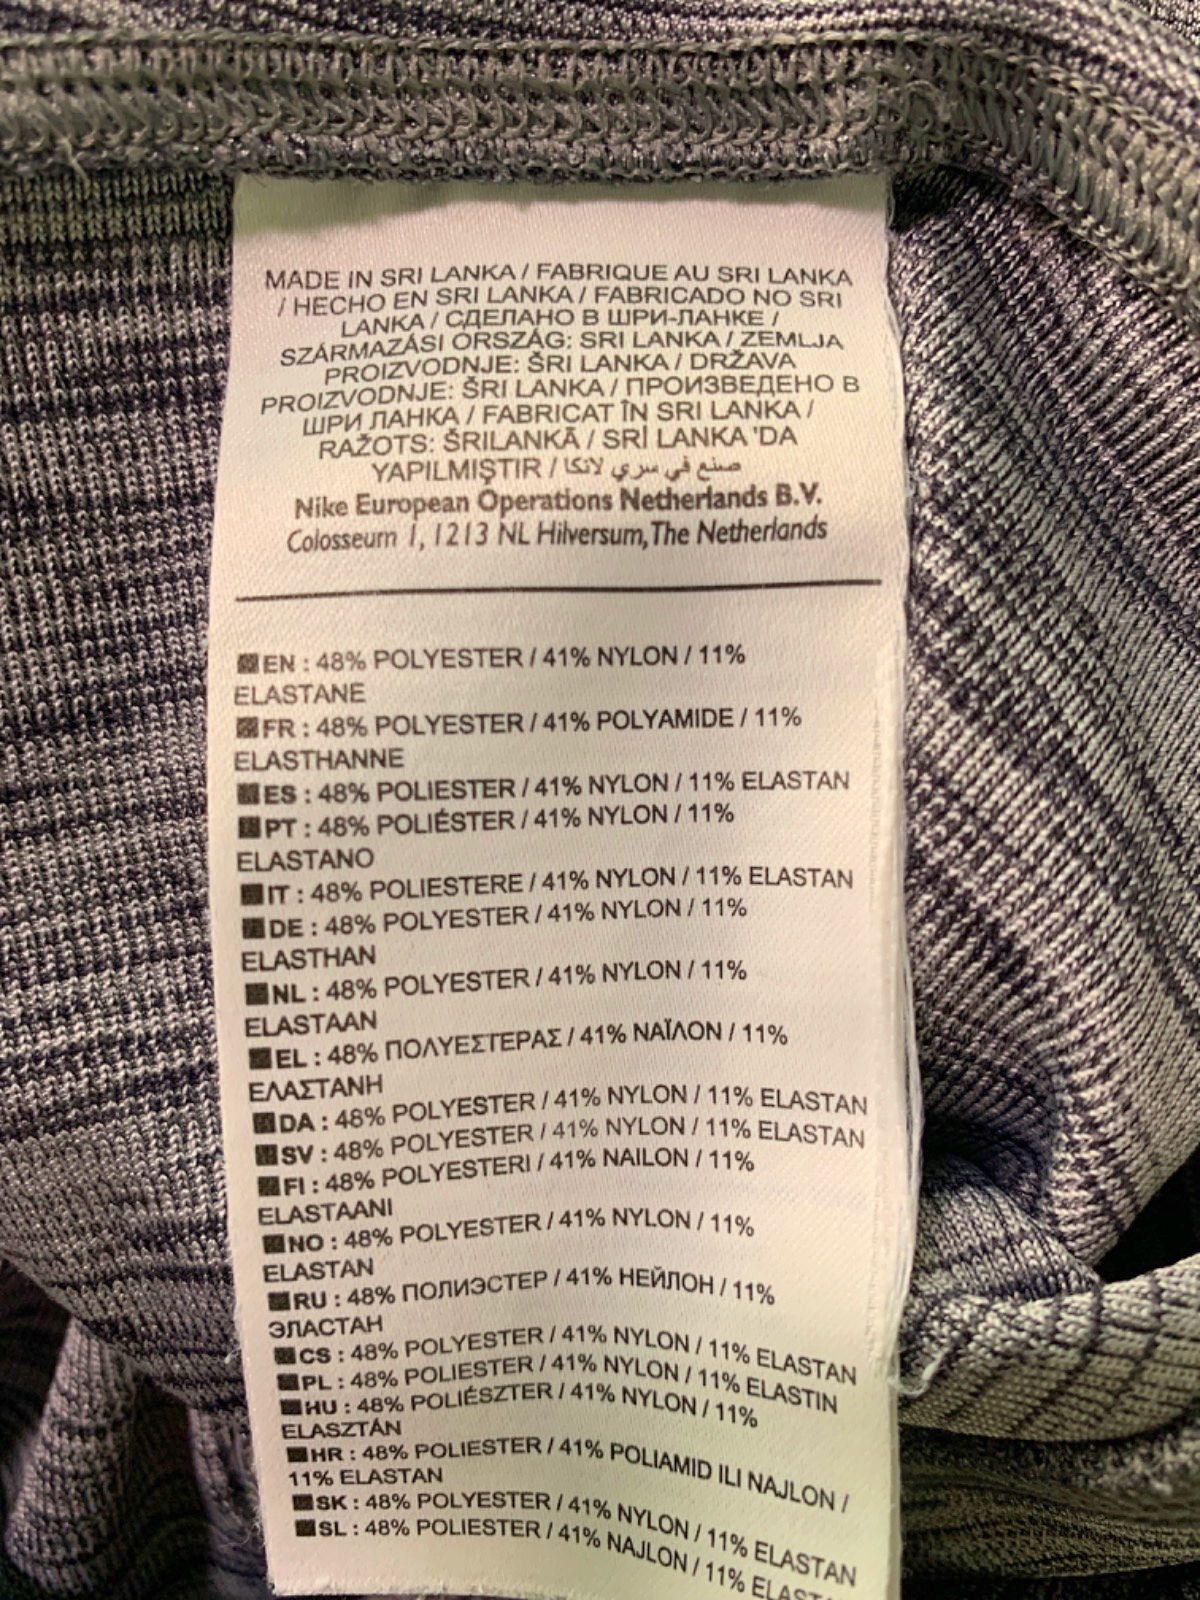 MADE IN SRI LANKA / FABRIQUE AU SRI LANKA
/ HECHO EN SRI LANKA / FABRICADO NO SRI
LANKA / СДЕЛАНО В ШРИ-ЛАНКЕ /
SZÁRMAZÁSI ORSZÁG: SRI LANKA / ZEMLJA
PROIZVODNJE: ŠRI LANKA / DRŽAVA
PROIZVODNJE: ŠRI LANKA / ПРОИЗВЕДЕНО В
ШРИ ЛАНКА / FABRICAT ÎN SRI LANKA /
RAŽOTS: ŠRILANKĀ / SRİ LANKA 'DA
YAPILMIŞTIR / صنع في سري لانكا
Nike European Operations Netherlands B.V.
Colosseum 1, 1213 NL Hilversum, The Netherlands
EN : 48% POLYESTER / 41% NYLON / 11%
ELASTANE
FR : 48% POLYESTER / 41% POLYAMIDE / 11%
ELASTHANNE
ES : 48% POLIESTER / 41% NYLON / 11% ELASTAN
PT : 48% POLIÉSTER / 41% NYLON / 11%
ELASTANO
IT : 48% POLIESTERE / 41% NYLON / 11% ELASTAN
DE : 48% POLYESTER / 41% NYLON / 11%
ELASTHAN
NL : 48% POLYESTER / 41% NYLON / 11%
ELASTAAN
EL : 48% ΠΟΛΥΕΣΤΕΡΑΣ / 41% ΝΑΪΛΟΝ / 11%
ΕΛΑΣΤΑΝΗ
DA : 48% POLYESTER / 41% NYLON / 11% ELASTAN
SV : 48% POLYESTER / 41% NYLON / 11% ELASTAN
FI : 48% POLYESTERI / 41% NAILON / 11%
ELASTAANI
NO : 48% POLYESTER / 41% NYLON / 11%
ELASTAN
RU : 48% ПОЛИЭСТЕР / 41% НЕЙЛОН / 11%
ЭЛАСТАН
CS : 48% POLYESTER / 41% NYLON / 11% ELASTAN
PL : 48% POLYESTER / 41% NYLON / 11% ELASTIN
HU : 48% POLIÉSZTER / 41% NYLON / 11%
ELASZTÁN
HR : 48% POLIESTER / 41% POLIAMID ILI NAJLON /
11% ELASTAN
SK : 48% POLYESTER / 41% NYLON / 11% ELASTAN
SL : 48% POLIESTER / 41% NAJLON / 11%